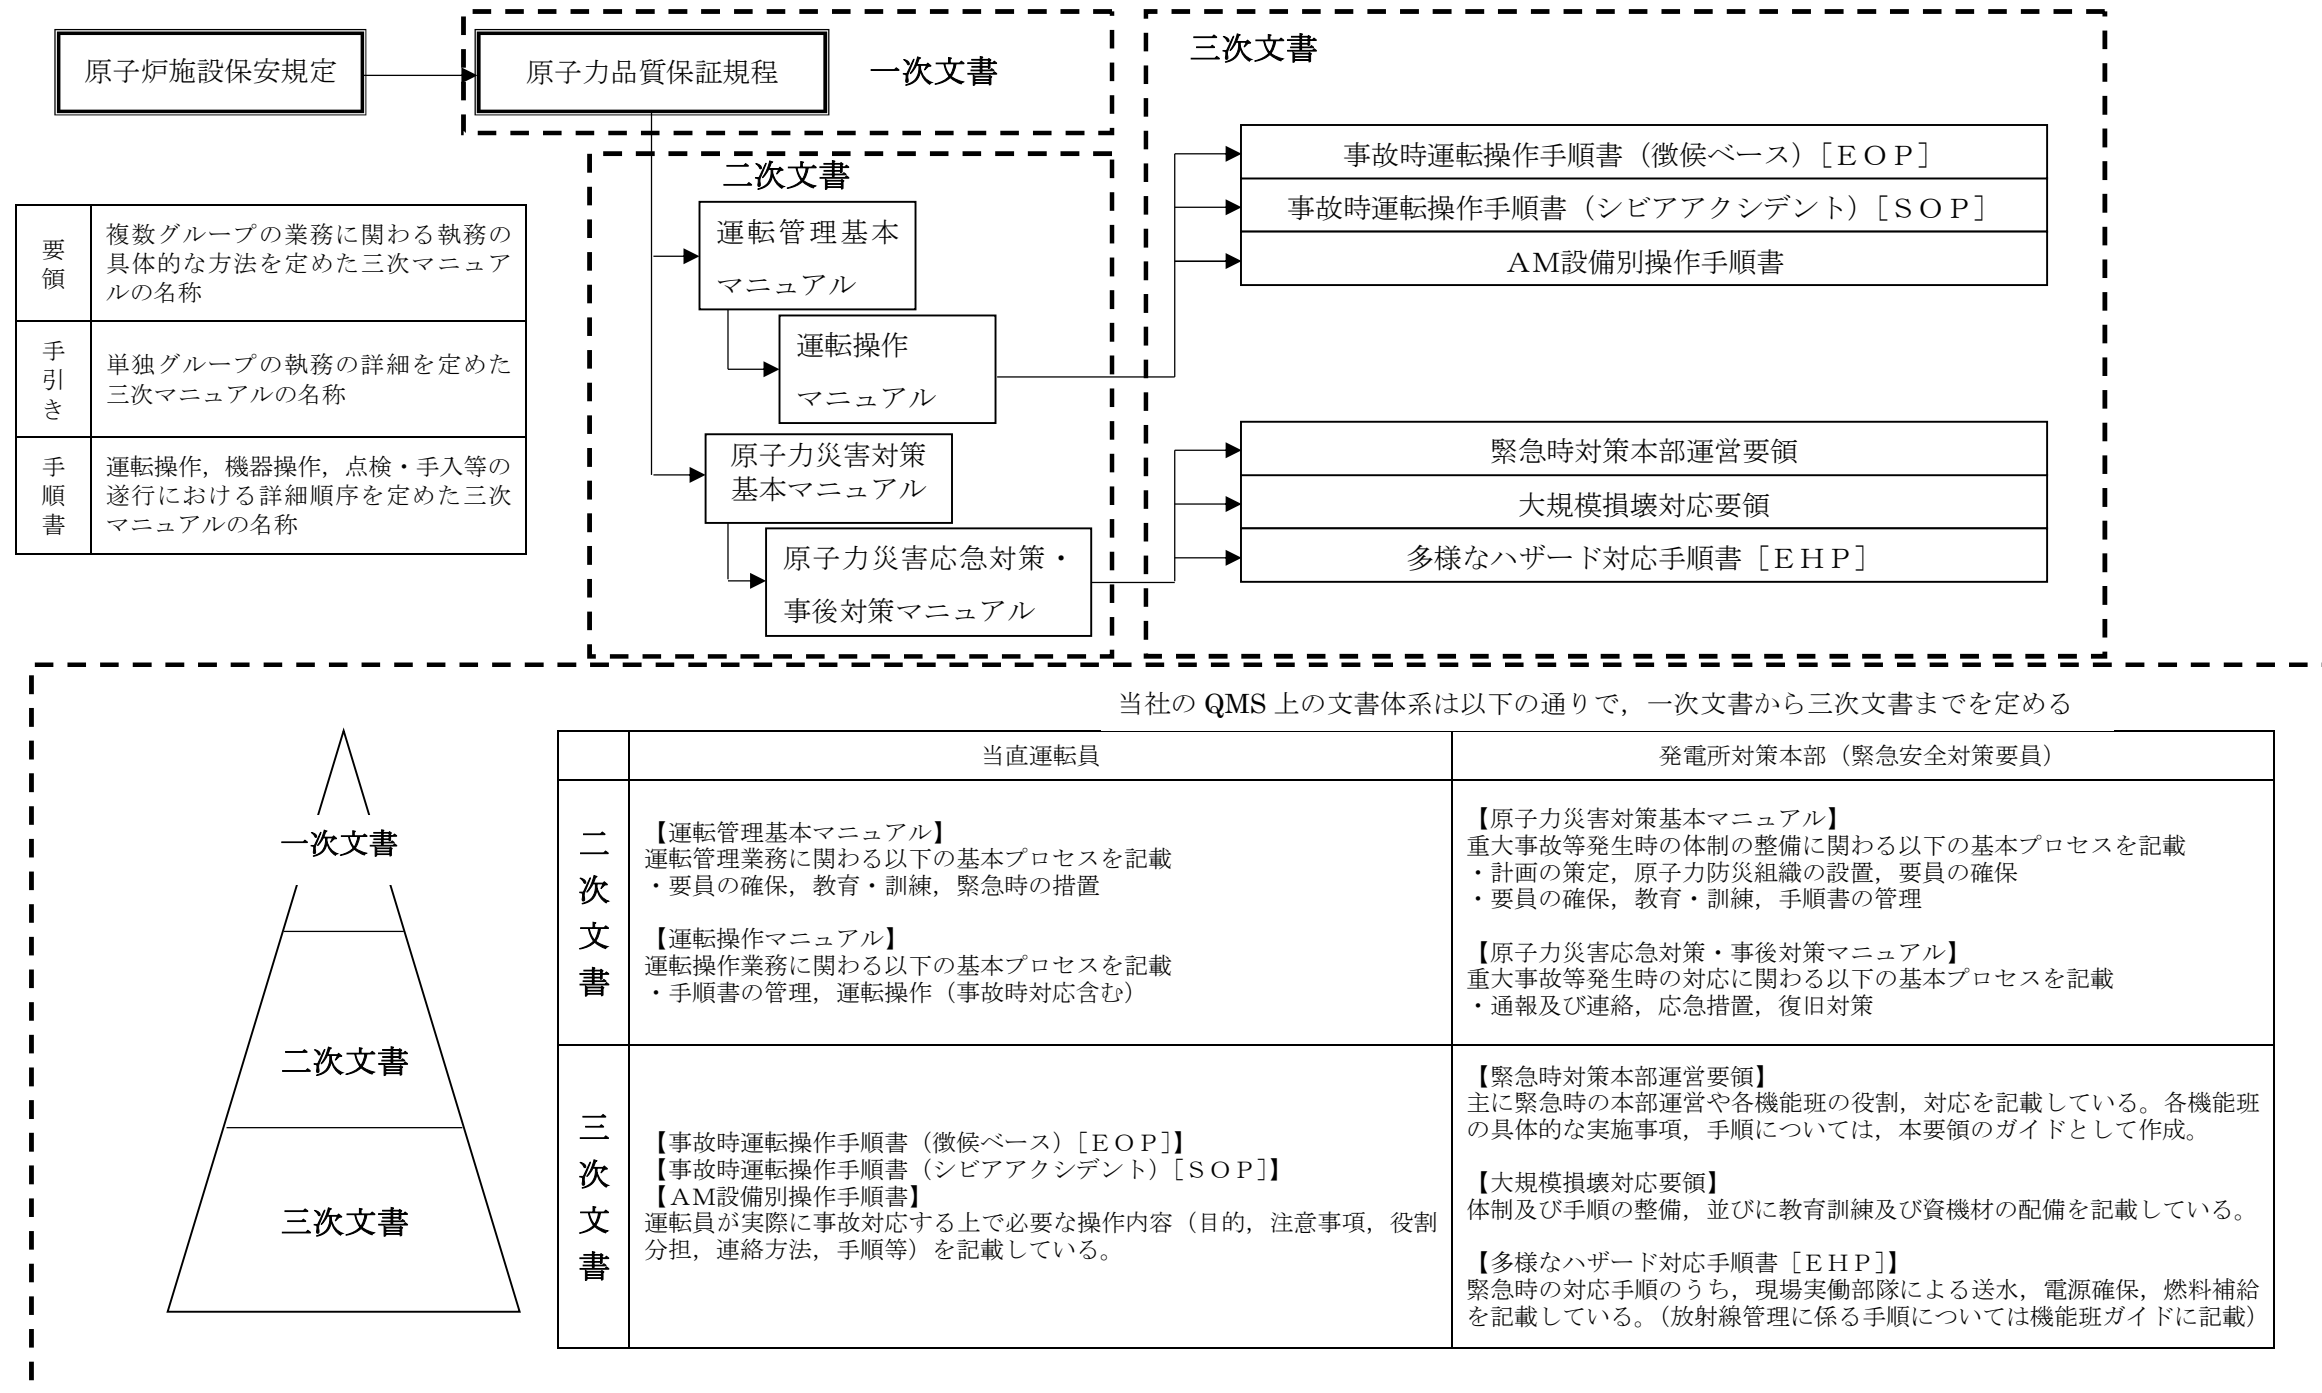 原子炉施設保安規定
原子力品質保証規程
一次文書
三次文書
二次文書
運転管理基本
マニュアル
運転操作
マニュアル
原子力災害対策
基本マニュアル
原子力災害応急対策・
事後対策マニュアル
事故時運転操作手順書（徴候ベース）［ＥＯＰ］
事故時運転操作手順書（シビアアクシデント）［ＳＯＰ］
ＡＭ設備別操作手順書
緊急時対策本部運営要領
大規模損壊対応要領
多様なハザード対応手順書［ＥＨＰ］
要領
複数グループの業務に関わる執務の
具体的な方法を定めた三次マニュア
ルの名称
手引き
単独グループの執務の詳細を定めた
三次マニュアルの名称
手順書
運転操作，機器操作，点検・手入等の
遂行における詳細順序を定めた三次
マニュアルの名称
当社の QMS 上の文書体系は以下の通りで，一次文書から三次文書までを定める
一次文書
二次文書
三次文書
当直運転員
発電所対策本部（緊急安全対策要員）
二次文書
【運転管理基本マニュアル】
運転管理業務に関わる以下の基本プロセスを記載
・要員の確保，教育・訓練，緊急時の措置
【運転操作マニュアル】
運転操作業務に関わる以下の基本プロセスを記載
・手順書の管理，運転操作（事故時対応含む）
【原子力災害対策基本マニュアル】
重大事故等発生時の体制の整備に関わる以下の基本プロセスを記載
・計画の策定，原子力防災組織の設置，要員の確保
・要員の確保，教育・訓練，手順書の管理
【原子力災害応急対策・事後対策マニュアル】
重大事故等発生時の対応に関わる以下の基本プロセスを記載
・通報及び連絡，応急措置，復旧対策
三次文書
【事故時運転操作手順書（徴候ベース）［ＥＯＰ］】
【事故時運転操作手順書（シビアアクシデント）［ＳＯＰ］】
【ＡＭ設備別操作手順書】
運転員が実際に事故対応する上で必要な操作内容（目的，注意事項，役割
分担，連絡方法，手順等）を記載している。
【緊急時対策本部運営要領】
主に緊急時の本部運営や各機能班の役割，対応を記載している。各機能班
の具体的な実施事項，手順については，本要領のガイドとして作成。
【大規模損壊対応要領】
体制及び手順の整備，並びに教育訓練及び資機材の配備を記載している。
【多様なハザード対応手順書［ＥＨＰ］】
緊急時の対応手順のうち，現場実働部隊による送水，電源確保，燃料補給
を記載している。（放射線管理に係る手順については機能班ガイドに記載）